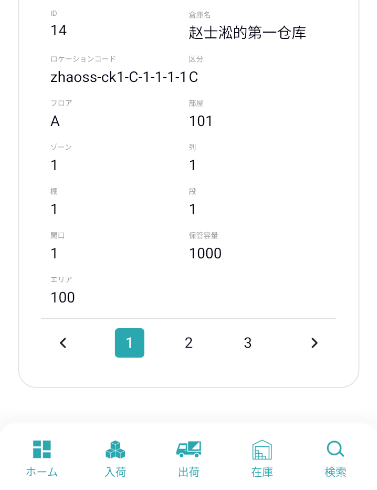 ID 倉庫名
14 赵士淞的第一仓库
ロケーションコード 区分
zhaoss-ck1-C-1-1-1-1 C
フロア 部屋
A 101
ゾーン 列
1 1
棚 段
1 1
間口 保管容量
1 1000
エリア
100
1 2 3
ホーム 入荷 出荷 在庫 検索